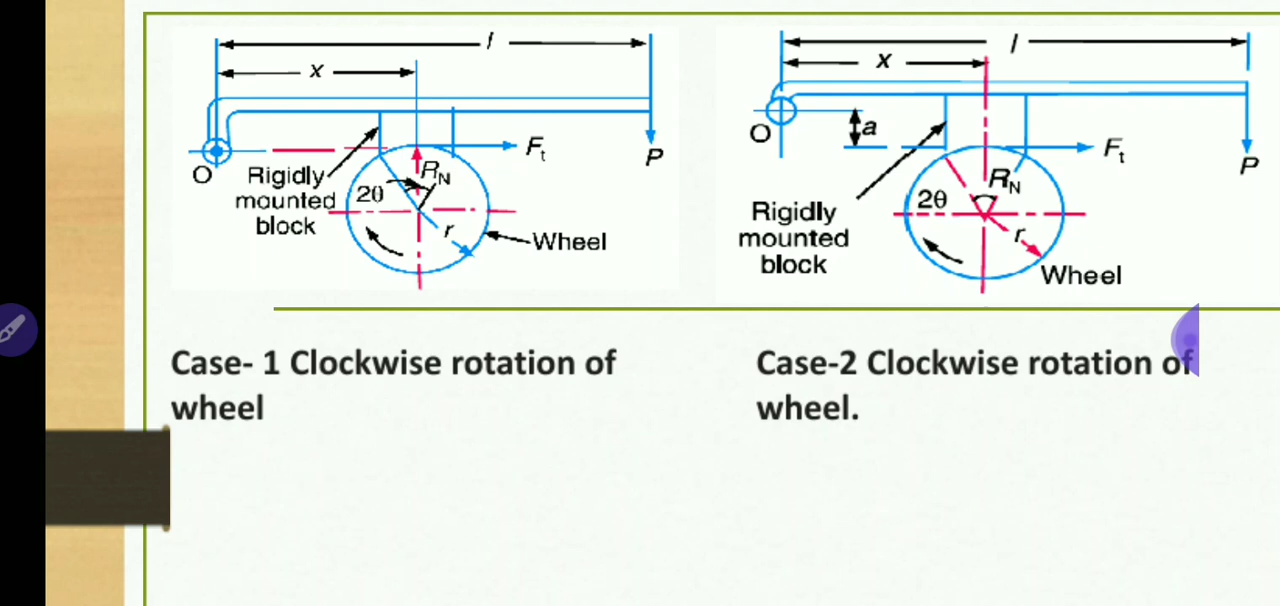 l
x
O
Rigidly
mounted
block
2θ
R_N
F_t
r
Wheel
P
l
x
O
a
Rigidly
mounted
block
2θ
R_N
F_t
r
Wheel
P
Case- 1 Clockwise rotation of
wheel
Case-2 Clockwise rotation of
wheel.